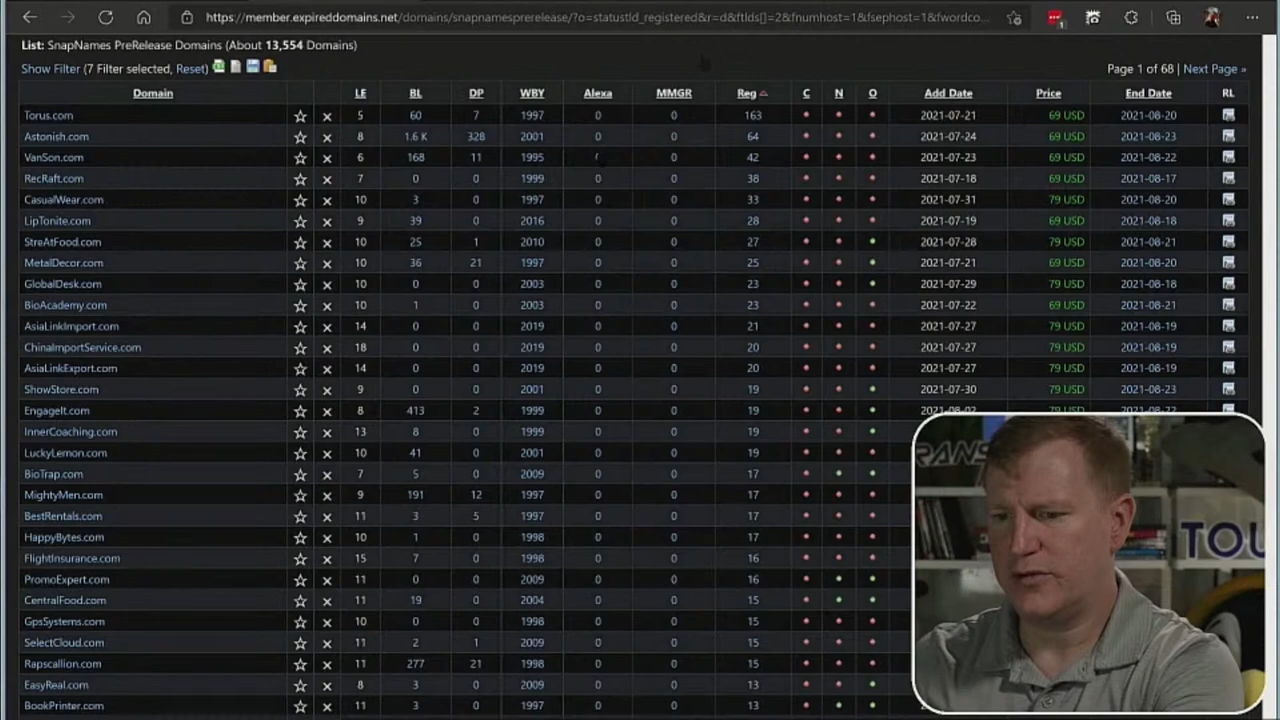 https://member.expireddomains.net/domains/snapnamesprerelease/?o=statustld_registered&r=d&ftlds[]=2&fnumhost=1&fsephost=1&fwordco...
List: SnapNames PreRelease Domains (About 13,554 Domains)
Show Filter (7 Filter selected, Reset) Page 1 of 68 | Next Page »
Domain LE BL DP WBY Alexa MMGR Reg C N O Add Date Price End Date RL
Torus.com 5 60 7 1997 0 0 163 2021-07-21 69 USD 2021-08-20
Astonish.com 8 1.6 K 328 2001 0 0 64 2021-07-24 69 USD 2021-08-23
VanSon.com 6 168 11 1995 0 42 2021-07-23 69 USD 2021-08-22
RecRaft.com 7 0 0 1999 0 0 38 2021-07-18 69 USD 2021-08-17
CasualWear.com 10 3 0 1997 0 0 33 2021-07-31 79 USD 2021-08-20
LipTonite.com 9 39 0 2016 0 0 28 2021-07-19 69 USD 2021-08-18
StreAtFood.com 10 25 1 2010 0 0 27 2021-07-28 79 USD 2021-08-21
MetalDecor.com 10 36 21 1997 0 0 25 2021-07-21 69 USD 2021-08-20
GlobalDesk.com 10 0 0 2003 0 0 23 2021-07-29 79 USD 2021-08-18
BioAcademy.com 10 1 0 2003 0 0 23 2021-07-22 69 USD 2021-08-21
AsiaLinkImport.com 14 0 0 2019 0 0 21 2021-07-27 79 USD 2021-08-19
ChinaImportService.com 18 0 0 2019 0 0 20 2021-07-27 79 USD 2021-08-19
AsiaLinkExport.com 14 0 0 2019 0 0 20 2021-07-27 79 USD 2021-08-19
ShowStore.com 9 0 0 2001 0 0 19 2021-07-30 79 USD 2021-08-23
EngageIt.com 8 413 2 1999 0 0 19 2021-08-02 79 USD 2021-08-22
InnerCoaching.com 13 8 0 1999 0 0 19
LuckyLemon.com 10 41 0 2001 0 0 19
BioTrap.com 7 5 0 2009 0 0 17
MightyMen.com 9 191 12 1997 0 0 17
BestRentals.com 11 3 5 1997 0 0 17
HappyBytes.com 10 1 0 1998 0 0 17
FlightInsurance.com 15 7 0 1998 0 0 16
PromoExpert.com 11 0 0 2009 0 0 16
CentralFood.com 11 19 0 2004 0 0 15
GpsSystems.com 10 0 0 1998 0 0 15
SelectCloud.com 11 2 1 2009 0 0 15
Rapscallion.com 11 277 21 1998 0 0 15
EasyReal.com 8 3 0 2009 0 0 13
BookPrinter.com 11 3 0 1997 0 0 13
RANS
TOU